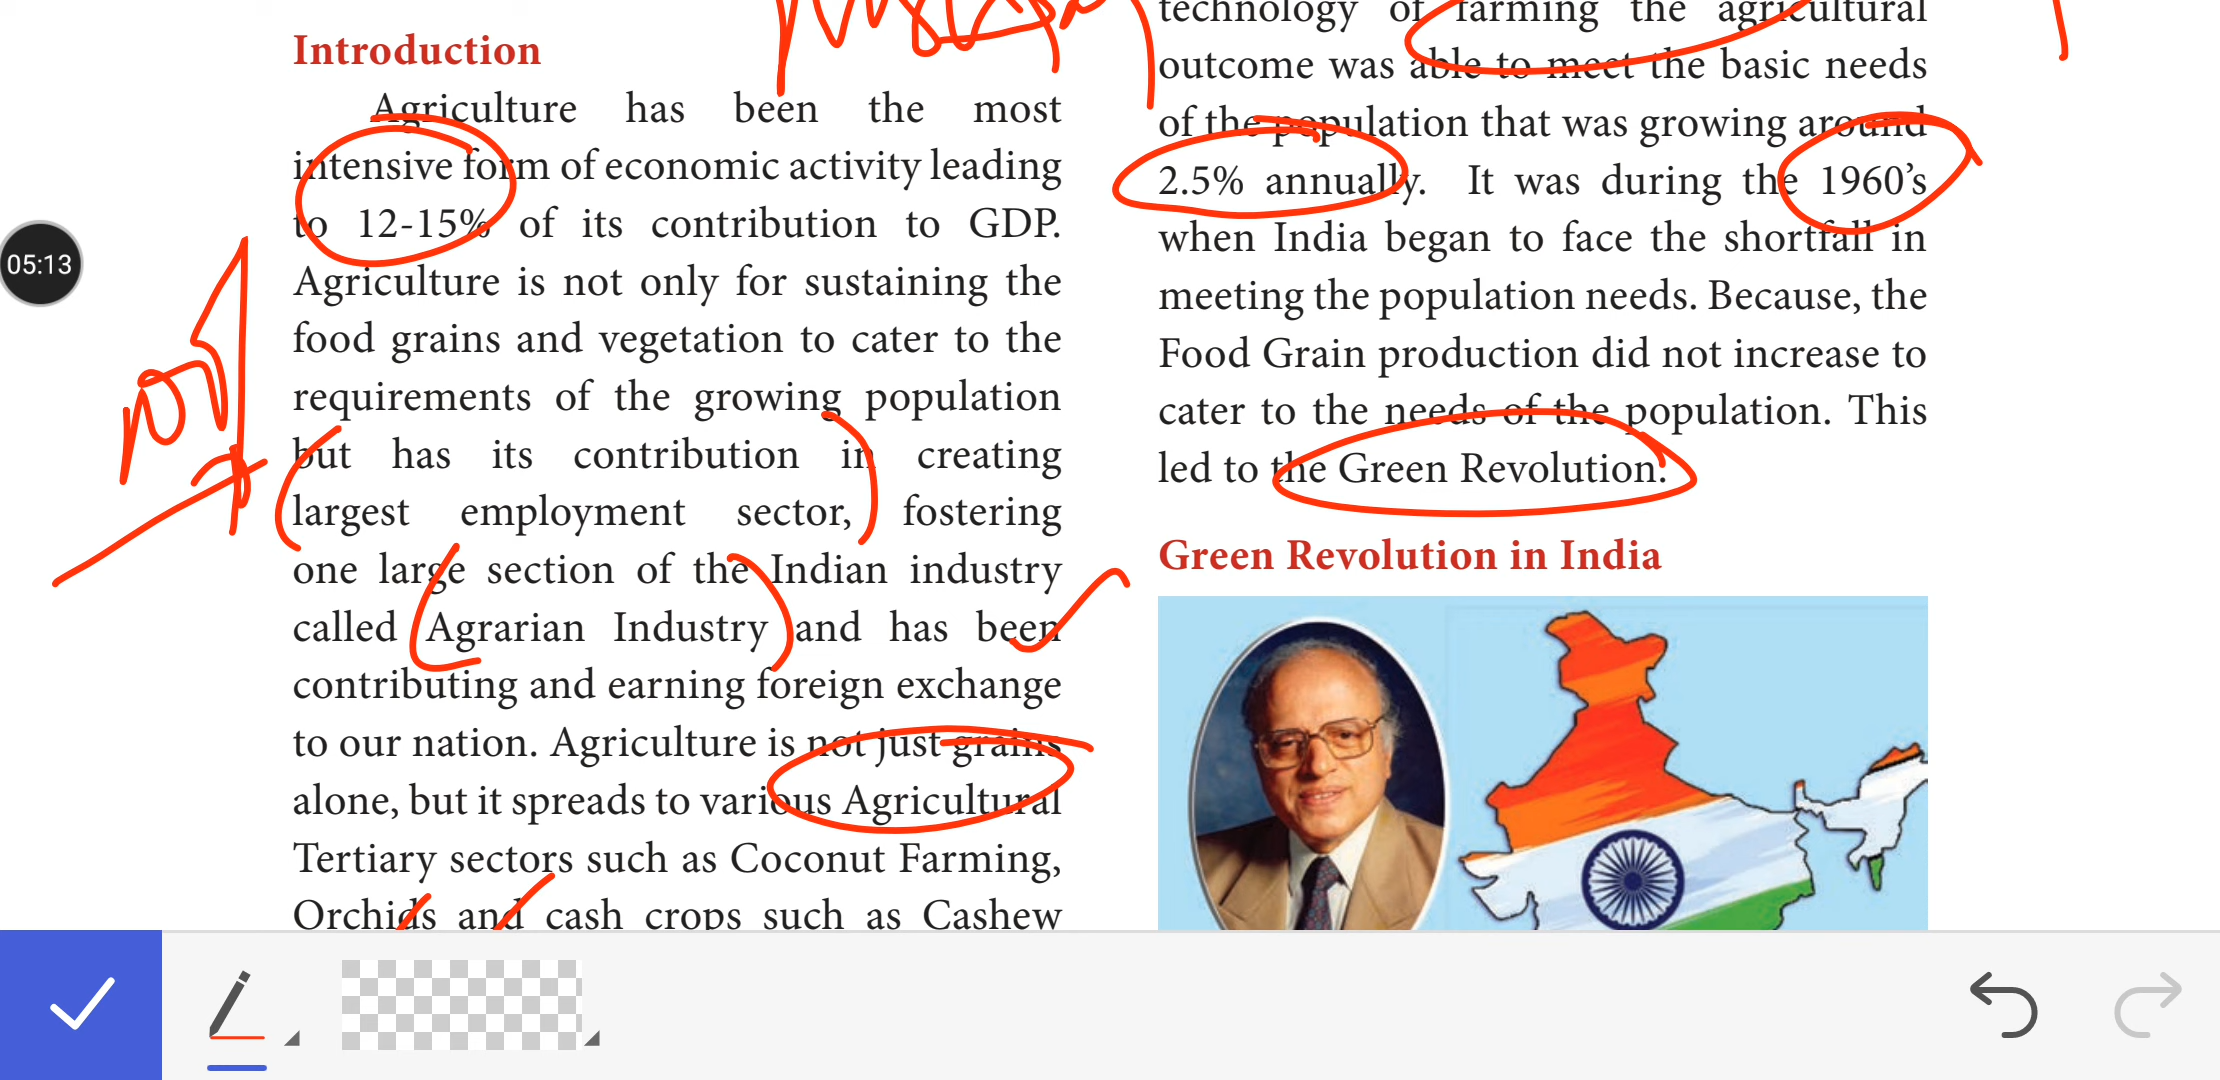 Introduction
Agriculture has been the most
intensive form of economic activity leading
to 12-15% of its contribution to GDP.
Agriculture is not only for sustaining the
food grains and vegetation to cater to the
requirements of the growing population
but has its contribution in creating
largest employment sector, fostering
one large section of the Indian industry
called Agrarian Industry and has been
contributing and earning foreign exchange
to our nation. Agriculture is not just grains
alone, but it spreads to various Agricultural
Tertiary sectors such as Coconut Farming,
Orchids and cash crops such as Cashew
technology of farming the agricultural
outcome was able to meet the basic needs
of the population that was growing around
2.5% annually. It was during the 1960’s
when India began to face the shortfall in
meeting the population needs. Because, the
Food Grain production did not increase to
cater to the needs of the population. This
led to the Green Revolution.
Green Revolution in India
05:13